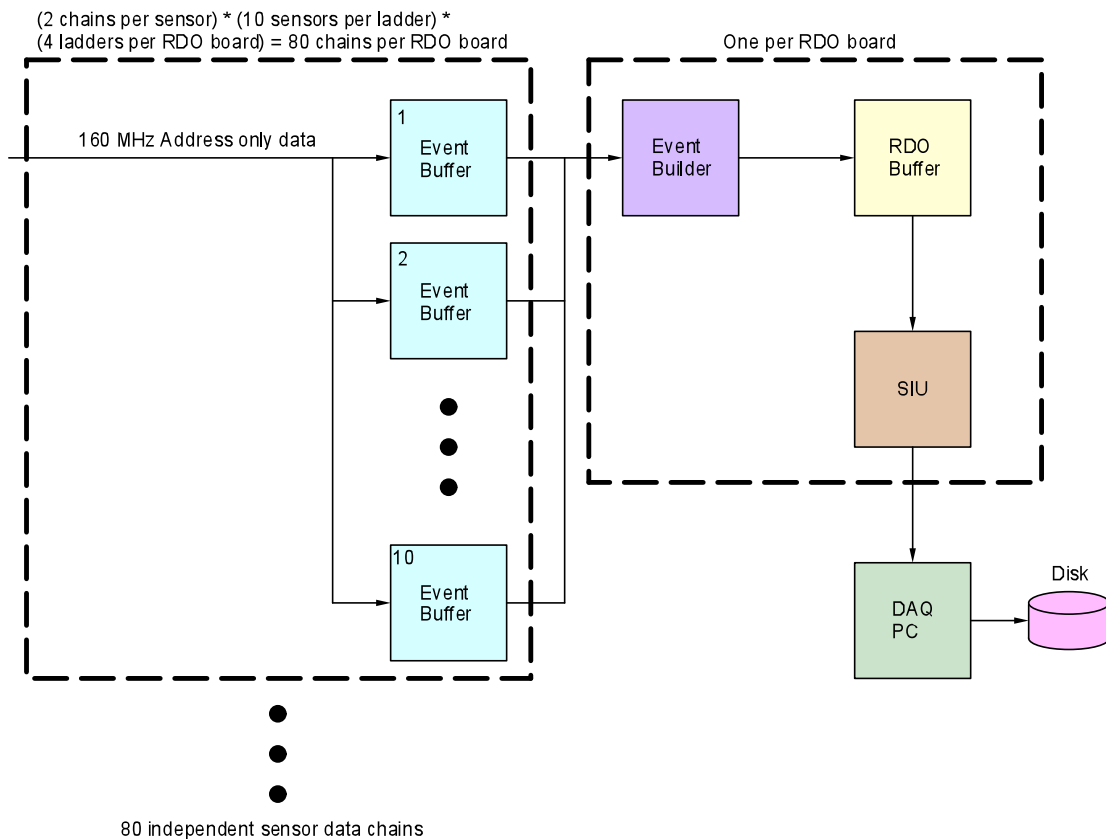 (2 chains per sensor) * (10 sensors per ladder) *
(4 ladders per RDO board) = 80 chains per RDO board
One per RDO board
160 MHz Address only data
1
Event
Buffer
Event
Builder
RDO
Buffer
2
Event
Buffer
SIU
10
Event
Buffer
DAQ
PC
Disk
80 independent sensor data chains